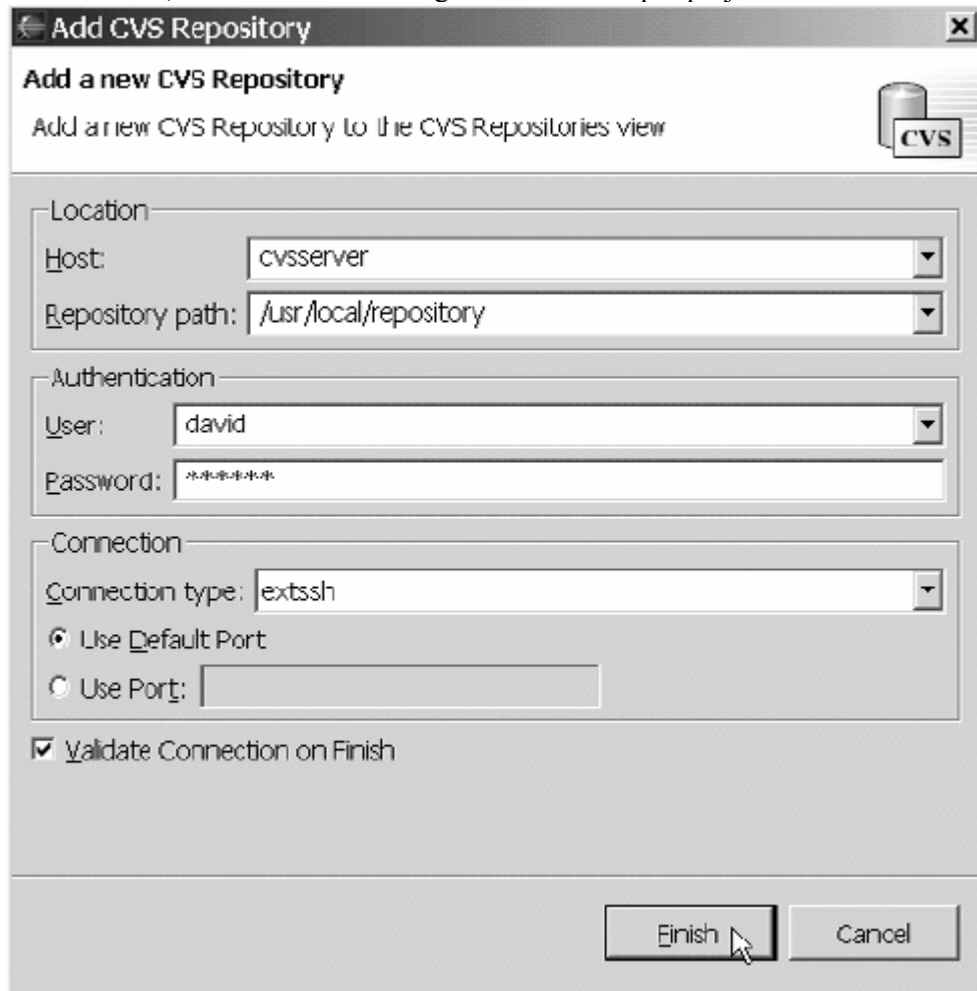 Add CVS Repository
Add a new CVS Repository
Add a new CVS Repository to the CVS Repositories view
CVS
Location
Host: cvsserver
Repository path: /usr/local/repository
Authentication
User: david
Password: ******
Connection
Connection type: extssh
Use Default Port
Use Port:
Validate Connection on Finish
Finish Cancel